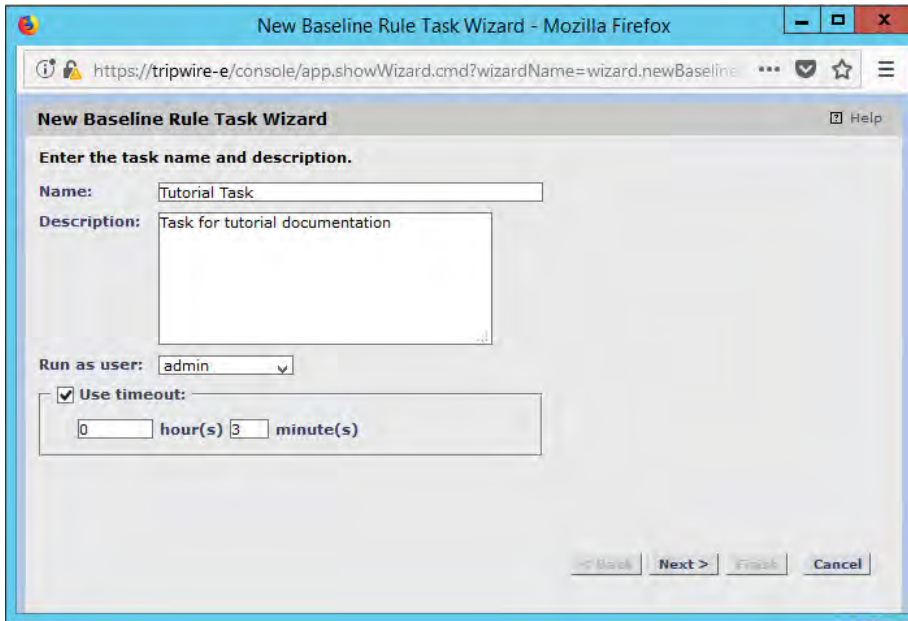 New Baseline Rule Task Wizard - Mozilla Firefox
https://tripwire-e/console/app.showWizard.cmd?wizardName=wizard.newBaseline
New Baseline Rule Task Wizard
? Help
Enter the task name and description.
Name: Tutorial Task
Description: Task for tutorial documentation
Run as user: admin
Use timeout:
0 hour(s) 3 minute(s)
< Back Next > Finish Cancel